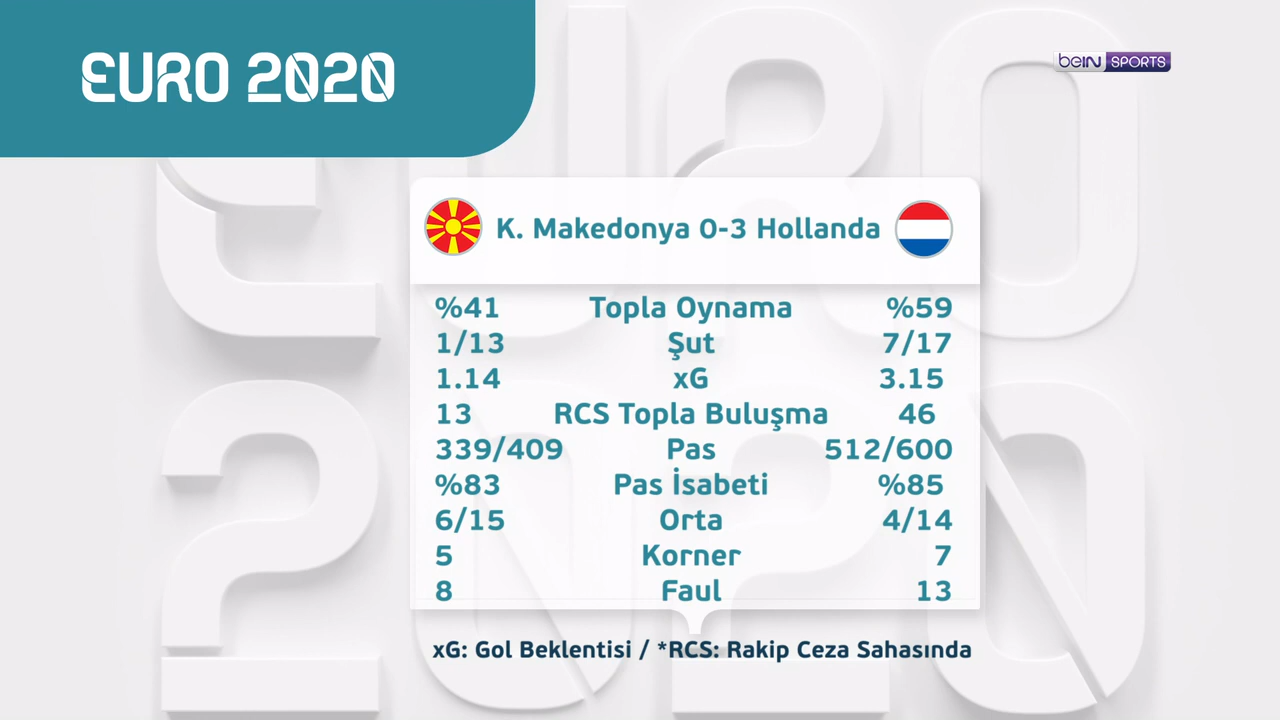 EURO 2020
beIN SPORTS
K. Makedonya 0-3 Hollanda
%41 Topla Oynama %59
1/13 Şut 7/17
1.14 xG 3.15
13 RCS Topla Buluşma 46
339/409 Pas 512/600
%83 Pas İsabeti %85
6/15 Orta 4/14
5 Korner 7
8 Faul 13
xG: Gol Beklentisi / *RCS: Rakip Ceza Sahasında